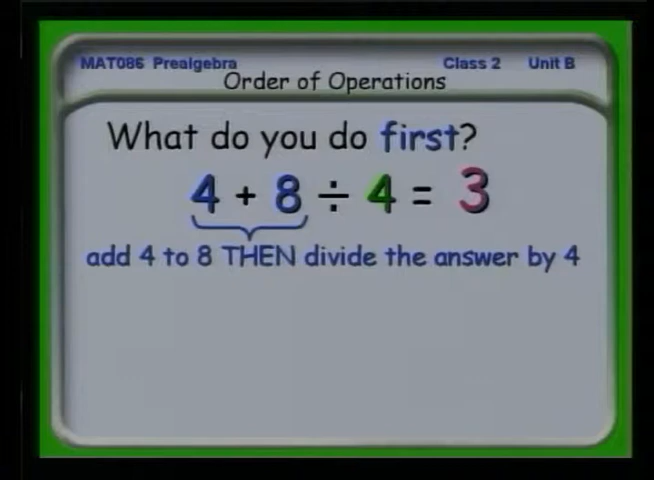 MAT086 Prealgebra Class 2 Unit B
Order of Operations
What do you do first?
4 + 8 ÷ 4 = 3
add 4 to 8 THEN divide the answer by 4